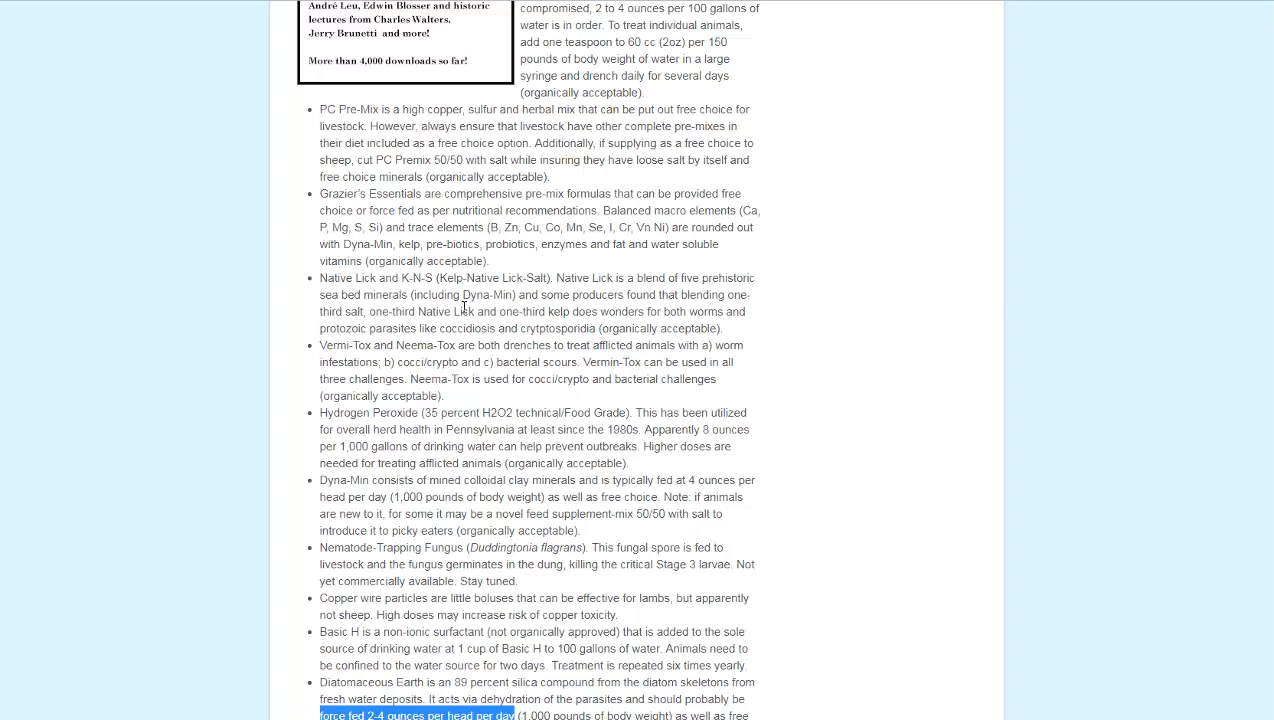 André Leu, Edwin Blosser and historic
lectures from Charles Walters,
Jerry Brunetti and more!
More than 4,000 downloads so far!
compromised, 2 to 4 ounces per 100 gallons of
water is in order. To treat individual animals,
add one teaspoon to 60 cc (2oz) per 150
pounds of body weight of water in a large
syringe and drench daily for several days
(organically acceptable).
• PC Pre-Mix is a high copper, sulfur and herbal mix that can be put out free choice for
livestock. However, always ensure that livestock have other complete pre-mixes in
their diet included as a free choice option. Additionally, if supplying as a free choice to
sheep, cut PC Premix 50/50 with salt while insuring they have loose salt by itself and
free choice minerals (organically acceptable).
• Grazier's Essentials are comprehensive pre-mix formulas that can be provided free
choice or force fed as per nutritional recommendations. Balanced macro elements (Ca,
P, Mg, S, Si) and trace elements (B, Zn, Cu, Co, Mn, Se, I, Cr, Vn Ni) are rounded out
with Dyna-Min, kelp, pre-biotics, probiotics, enzymes and fat and water soluble
vitamins (organically acceptable).
• Native Lick and K-N-S (Kelp-Native Lick-Salt). Native Lick is a blend of five prehistoric
sea bed minerals (including Dyna-Min) and some producers found that blending one-
third salt, one-third Native Lick and one-third kelp does wonders for both worms and
protozoic parasites like coccidiosis and crytptosporidia (organically acceptable).
• Vermi-Tox and Neema-Tox are both drenches to treat afflicted animals with a) worm
infestations; b) cocci/crypto and c) bacterial scours. Vermin-Tox can be used in all
three challenges. Neema-Tox is used for cocci/crypto and bacterial challenges
(organically acceptable).
• Hydrogen Peroxide (35 percent H2O2 technical/Food Grade). This has been utilized
for overall herd health in Pennsylvania at least since the 1980s. Apparently 8 ounces
per 1,000 gallons of drinking water can help prevent outbreaks. Higher doses are
needed for treating afflicted animals (organically acceptable).
• Dyna-Min consists of mined colloidal clay minerals and is typically fed at 4 ounces per
head per day (1,000 pounds of body weight) as well as free choice. Note: if animals
are new to it, for some it may be a novel feed supplement-mix 50/50 with salt to
introduce it to picky eaters (organically acceptable).
• Nematode-Trapping Fungus (Duddingtonia flagrans). This fungal spore is fed to
livestock and the fungus germinates in the dung, killing the critical Stage 3 larvae. Not
yet commercially available. Stay tuned.
• Copper wire particles are little boluses that can be effective for lambs, but apparently
not sheep. High doses may increase risk of copper toxicity.
• Basic H is a non-ionic surfactant (not organically approved) that is added to the sole
source of drinking water at 1 cup of Basic H to 100 gallons of water. Animals need to
be confined to the water source for two days. Treatment is repeated six times yearly.
• Diatomaceous Earth is an 89 percent silica compound from the diatom skeletons from
fresh water deposits. It acts via dehydration of the parasites and should probably be
force fed 2-4 ounces per head per day (1,000 pounds of body weight) as well as free